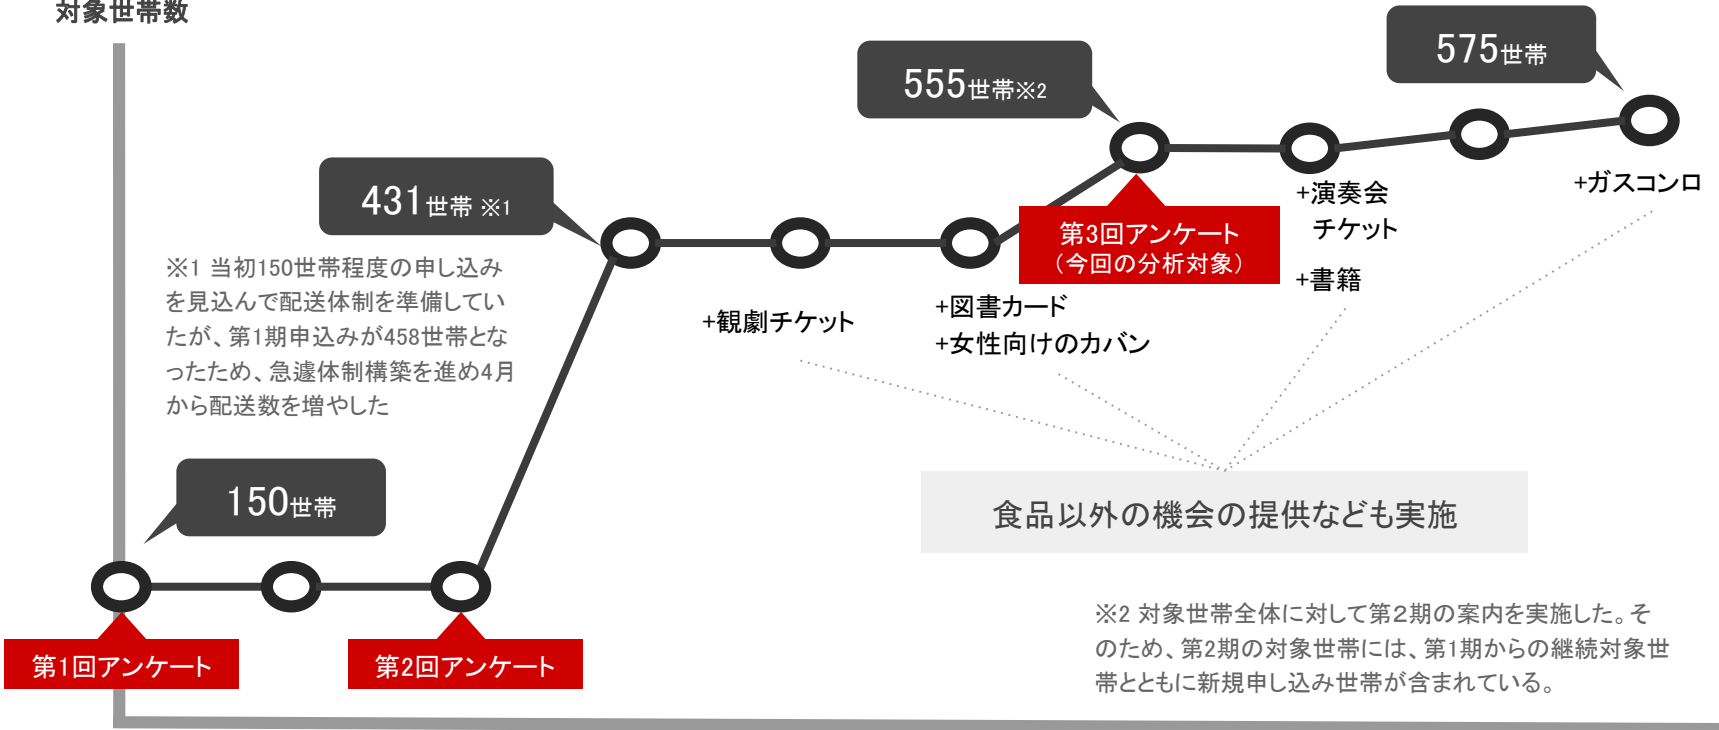 対象世帯数
575世帯
555世帯※2
+ガスコンロ
431世帯 ※1
+演奏会
チケット
第3回アンケート
（今回の分析対象）
+書籍
※1 当初150世帯程度の申し込み
を見込んで配送体制を準備してい
たが、第1期申込みが458世帯とな
ったため、急遽体制構築を進め4月
から配送数を増やした
+観劇チケット
+図書カード
+女性向けのカバン
150世帯
食品以外の機会の提供なども実施
第1回アンケート
第2回アンケート
※2 対象世帯全体に対して第２期の案内を実施した。そ
のため、第2期の対象世帯には、第1期からの継続対象世
帯とともに新規申し込み世帯が含まれている。